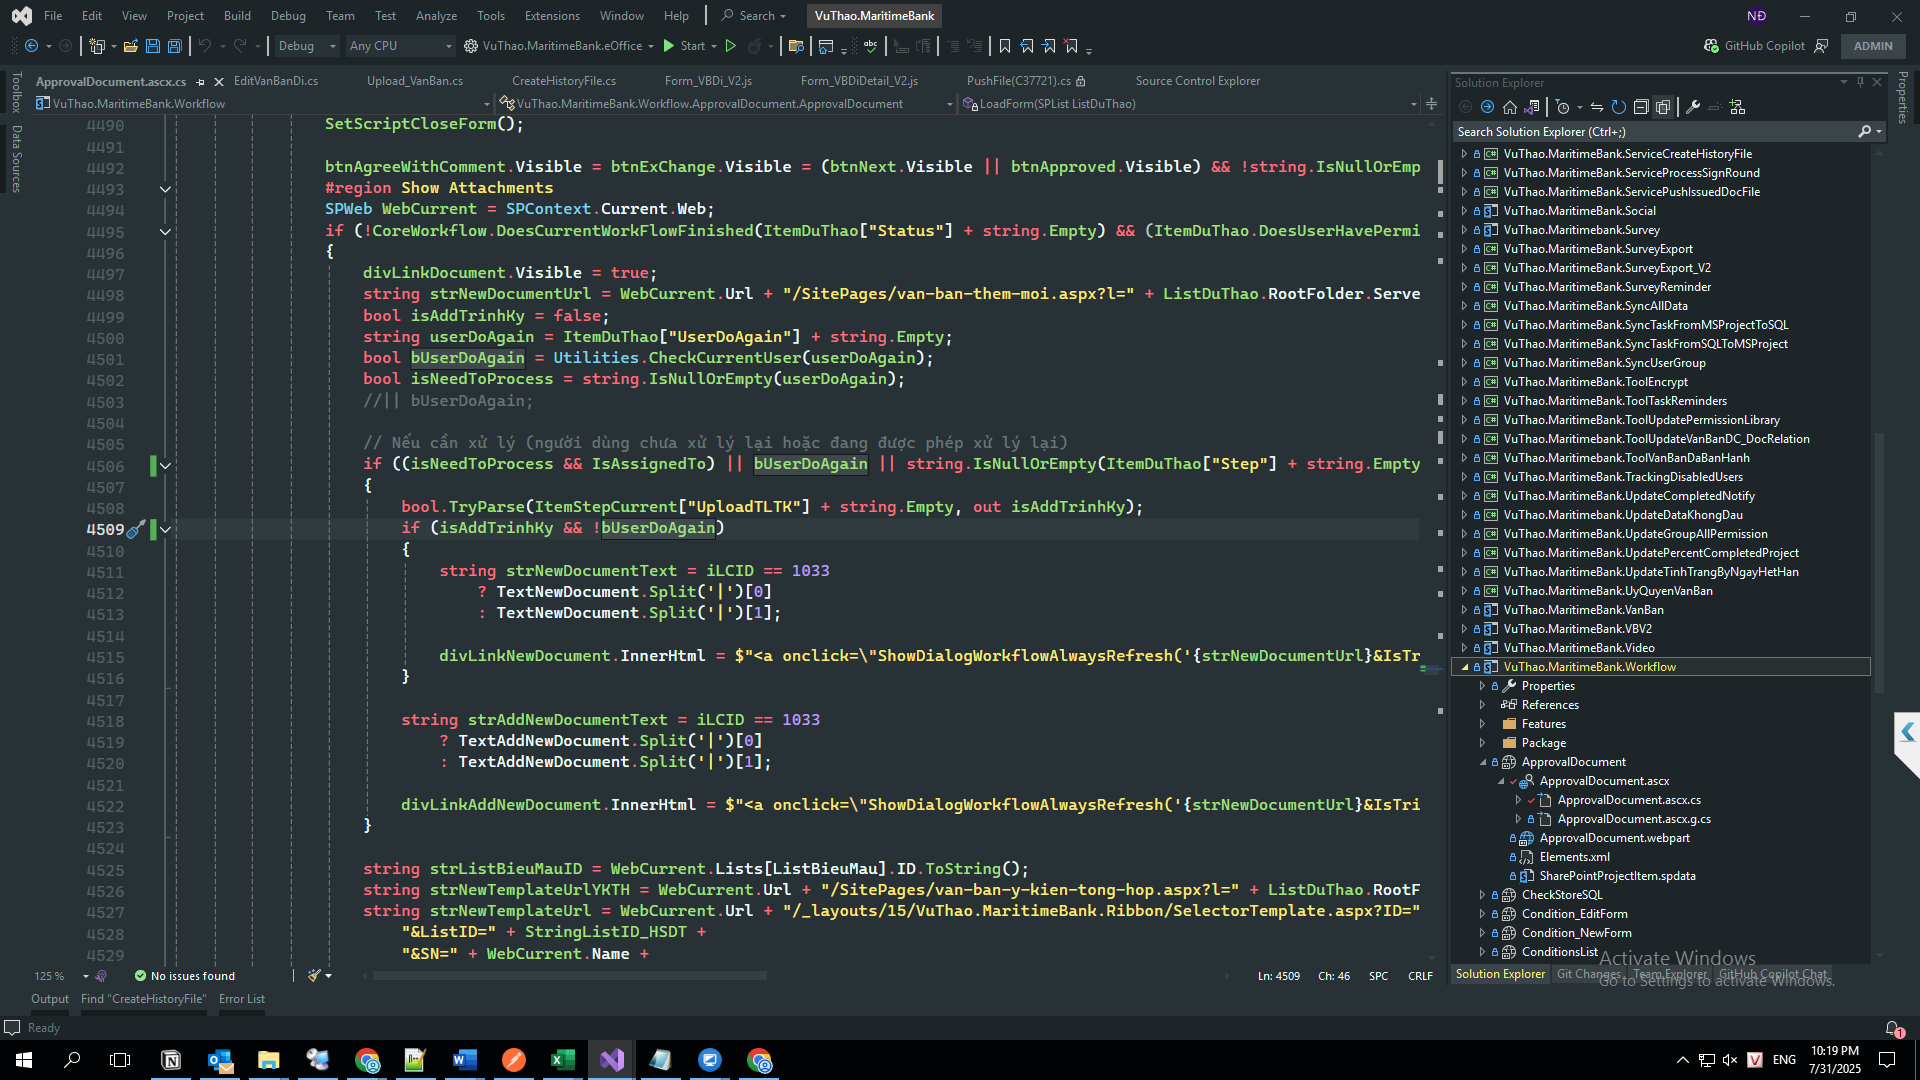 File Edit View Project Build Debug Team Test Analyze Tools Extensions Window Help Search VuThao.MaritimeBank NĐ
Debug Any CPU VuThao.MaritimeBank.eOffice Start GitHub Copilot ADMIN
ApprovalDocument.ascx.cs EditVanBanDi.cs Upload_VanBan.cs CreateHistoryFile.cs Form_VBDi_V2.js Form_VBDiDetail_V2.js PushFile(C37721).cs Source Control Explorer
VuThao.MaritimeBank.Workflow VuThao.MaritimeBank.Workflow.ApprovalDocument.ApprovalDocument LoadForm(SPList ListDuThao)
Toolbox
Data Sources
4490 SetScriptCloseForm();
4491
4492 btnAgreeWithComment.Visible = btnExChange.Visible = (btnNext.Visible || btnApproved.Visible) && !string.IsNullOrEmp
4493 #region Show Attachments
4494 SPWeb WebCurrent = SPContext.Current.Web;
4495 if (!CoreWorkflow.DoesCurrentWorkFlowFinished(ItemDuThao["Status"] + string.Empty) && (ItemDuThao.DoesUserHavePermi
4496 {
4497 divLinkDocument.Visible = true;
4498 string strNewDocumentUrl = WebCurrent.Url + "/SitePages/van-ban-them-moi.aspx?l=" + ListDuThao.RootFolder.Serve
4499 bool isAddTrinhKy = false;
4500 string userDoAgain = ItemDuThao["UserDoAgain"] + string.Empty;
4501 bool bUserDoAgain = Utilities.CheckCurrentUser(userDoAgain);
4502 bool isNeedToProcess = string.IsNullOrEmpty(userDoAgain);
4503 //|| bUserDoAgain;
4504
4505 // Nếu cần xử lý (người dùng chưa xử lý lại hoặc đang được phép xử lý lại)
4506 if ((isNeedToProcess && IsAssignedTo) || bUserDoAgain || string.IsNullOrEmpty(ItemDuThao["Step"] + string.Empty
4507 {
4508 bool.TryParse(ItemStepCurrent["UploadTLTK"] + string.Empty, out isAddTrinhKy);
4509 if (isAddTrinhKy && !bUserDoAgain)
4510 {
4511 string strNewDocumentText = iLCID == 1033
4512 ? TextNewDocument.Split('|')[0]
4513 : TextNewDocument.Split('|')[1];
4514
4515 divLinkNewDocument.InnerHtml = $"<a onclick=\"ShowDialogWorkflowAlwaysRefresh('{strNewDocumentUrl}&IsTr
4516 }
4517
4518 string strAddNewDocumentText = iLCID == 1033
4519 ? TextAddNewDocument.Split('|')[0]
4520 : TextAddNewDocument.Split('|')[1];
4521
4522 divLinkAddNewDocument.InnerHtml = $"<a onclick=\"ShowDialogWorkflowAlwaysRefresh('{strNewDocumentUrl}&IsTri
4523 }
4524
4525 string strListBieuMauID = WebCurrent.Lists[ListBieuMau].ID.ToString();
4526 string strNewTemplateUrlYKTH = WebCurrent.Url + "/SitePages/van-ban-y-kien-tong-hop.aspx?l=" + ListDuThao.RootF
4527 string strNewTemplateUrl = WebCurrent.Url + "/_layouts/15/VuThao.MaritimeBank.Ribbon/SelectorTemplate.aspx?ID="
4528 "&ListID=" + StringListID_HSDT +
4529 "&SN=" + WebCurrent.Name +
125 % No issues found Ln: 4509 Ch: 46 SPC CRLF
Output Find "CreateHistoryFile" Error List
Ready
Solution Explorer
Search Solution Explorer (Ctrl+;)
VuThao.MaritimeBank.ServiceCreateHistoryFile
VuThao.MaritimeBank.ServiceProcessSignRound
VuThao.MaritimeBank.ServicePushIssuedDocFile
VuThao.MaritimeBank.Social
VuThao.MaritimeBank.Survey
VuThao.MaritimeBank.SurveyExport
VuThao.MaritimeBank.SurveyExport_V2
VuThao.MaritimeBank.SurveyReminder
VuThao.MaritimeBank.SyncAllData
VuThao.MaritimeBank.SyncTaskFromMSProjectToSQL
VuThao.MaritimeBank.SyncTaskFromSQLToMSProject
VuThao.MaritimeBank.SyncUserGroup
VuThao.MaritimeBank.ToolEncrypt
VuThao.MaritimeBank.ToolTaskReminders
VuThao.MaritimeBank.ToolUpdatePermissionLibrary
VuThao.MaritimeBank.ToolUpdateVanBanDC_DocRelation
VuThao.MaritimeBank.ToolVanBanDaBanHanh
VuThao.MaritimeBank.TrackingDisabledUsers
VuThao.MaritimeBank.UpdateCompletedNotify
VuThao.MaritimeBank.UpdateDataKhongDau
VuThao.MaritimeBank.UpdateGroupAllPermission
VuThao.MaritimeBank.UpdatePercentCompletedProject
VuThao.MaritimeBank.UpdateTinhTrangByNgayHetHan
VuThao.MaritimeBank.UyQuyenVanBan
VuThao.MaritimeBank.VanBan
VuThao.MaritimeBank.VBV2
VuThao.MaritimeBank.Video
VuThao.MaritimeBank.Workflow
Properties
References
Features
Package
ApprovalDocument
ApprovalDocument.ascx
ApprovalDocument.ascx.cs
ApprovalDocument.ascx.g.cs
ApprovalDocument.webpart
Elements.xml
SharePointProjectItem.spdata
CheckStoreSQL
Condition_EditForm
Condition_NewForm
ConditionsList
Solution Explorer Git Changes Team Explorer GitHub Copilot Chat
Properties
Activate Windows
Go to Settings to activate Windows.
ENG
10:19 PM
7/31/2025